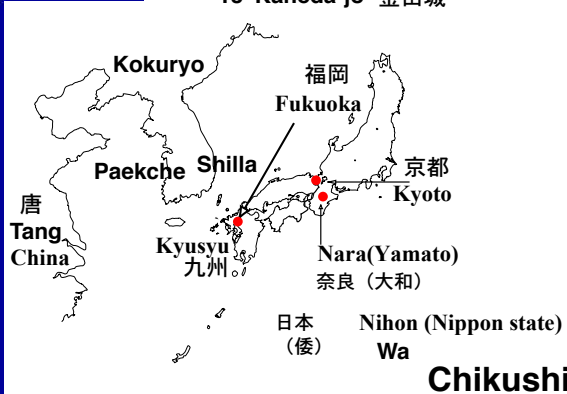 Kaneda-jo 金田城
Kokuryo
福岡
Fukuoka
Paekche
Shilla
京都
Kyoto
唐
Tang
China
Kyusyu
九州
Nara(Yamato)
奈良（大和）
日本
Nihon (Nippon state)
（倭）
Wa
Chikushi